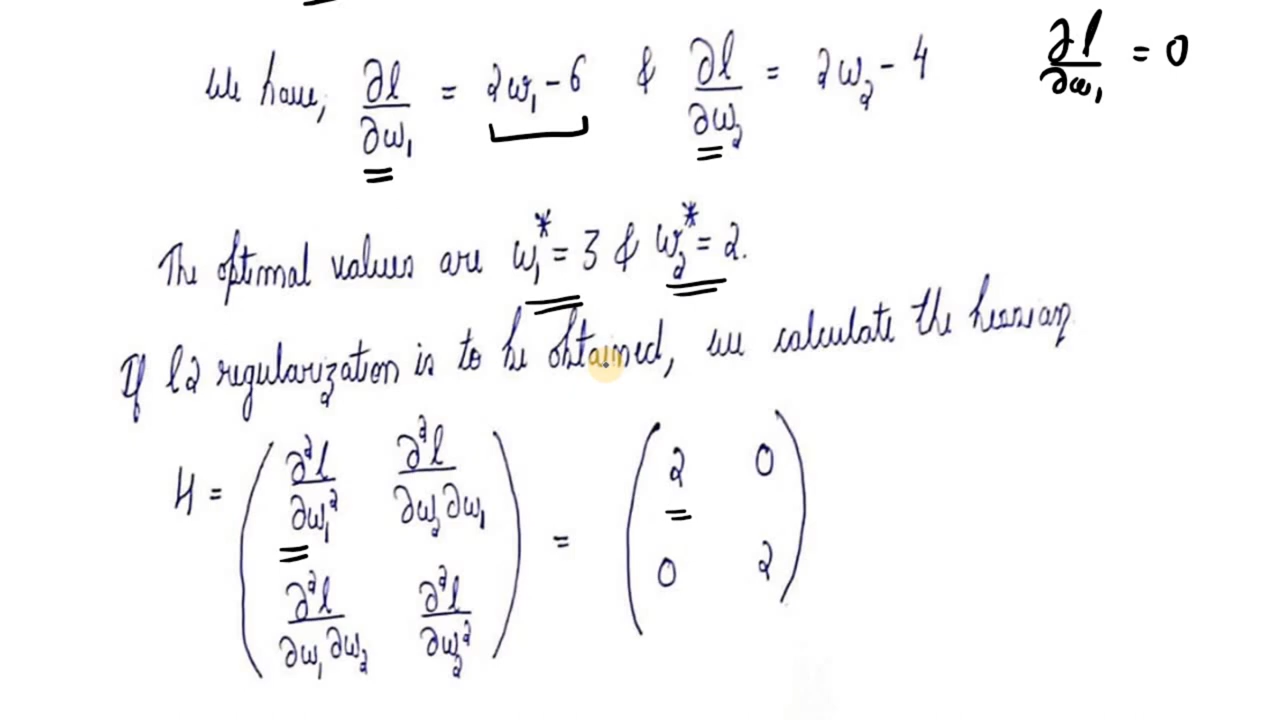 We have, ∂l/∂w₁ = 2w₁ - 6 & ∂l/∂w₂ = 2w₂ - 4
∂l/∂w₁ = 0
The optimal values are w₁* = 3 & w₂* = 2.
If l2 regularization is to be obtained, we calculate the hessian
H = ( ∂²l/∂w₁² ∂²l/∂w₂∂w₁ ) = ( 2 0 )
( ∂²l/∂w₁∂w₂ ∂²l/∂w₂² ) ( 0 2 )